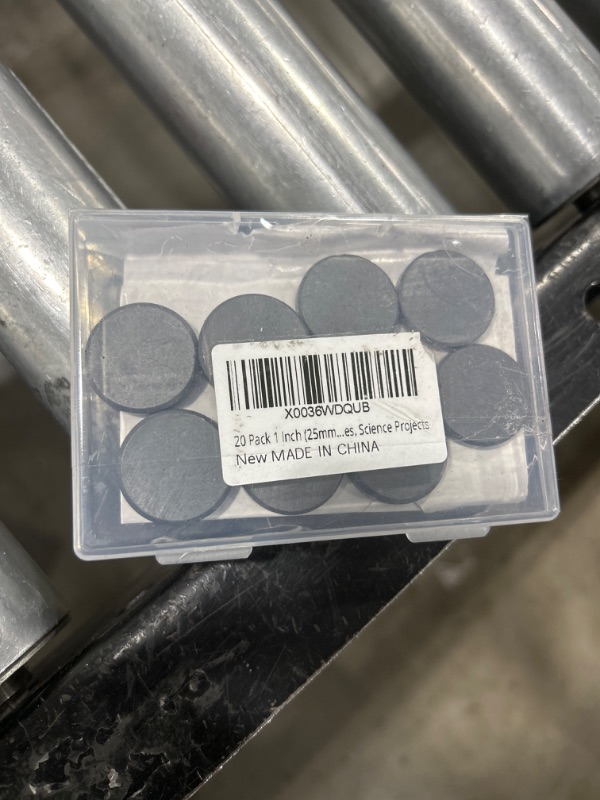 X0036WDQUB
20 Pack 1 Inch (25mm...es, Science Projects
New MADE IN CHINA